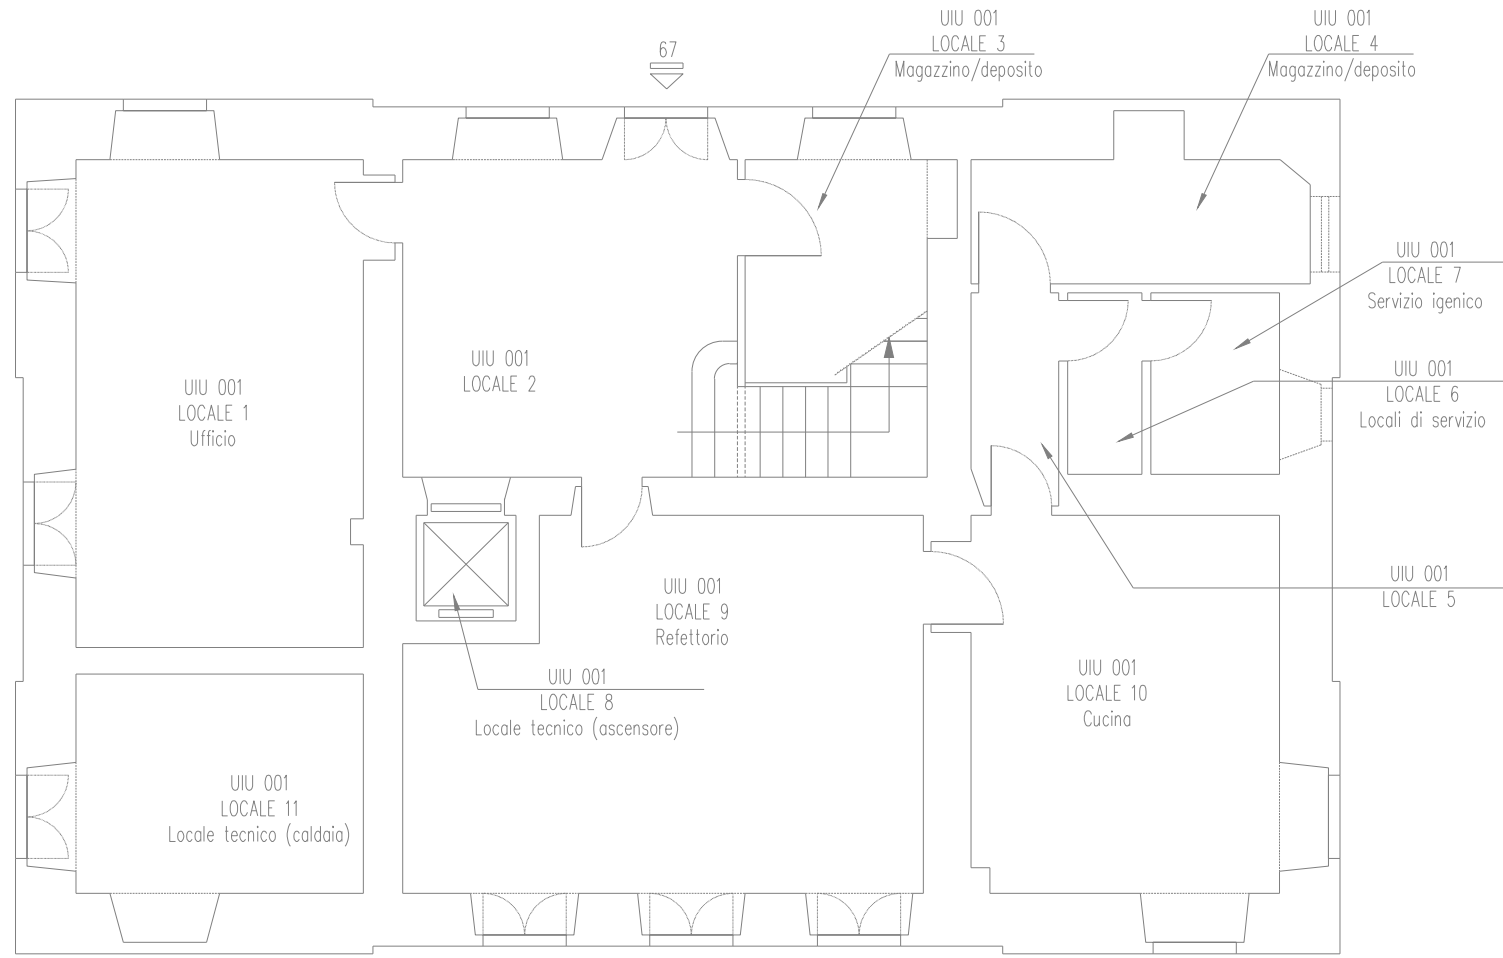 67
UIU 001
LOCALE 3
Magazzino/deposito
UIU 001
LOCALE 4
Magazzino/deposito
UIU 001
LOCALE 7
Servizio igenico
UIU 001
LOCALE 2
UIU 001
LOCALE 1
Ufficio
UIU 001
LOCALE 6
Locali di servizio
UIU 001
LOCALE 5
UIU 001
LOCALE 9
Refettorio
UIU 001
LOCALE 8
Locale tecnico (ascensore)
UIU 001
LOCALE 10
Cucina
UIU 001
LOCALE 11
Locale tecnico (caldaia)